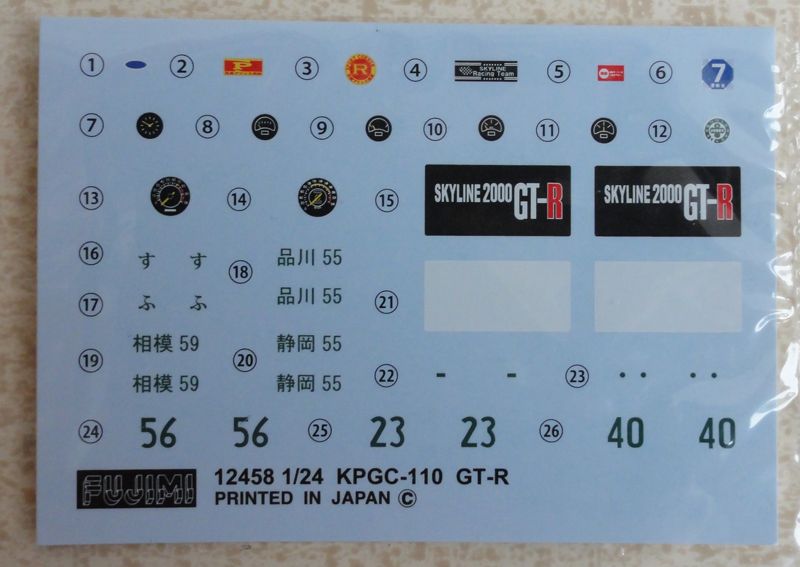 ① ② P ③ R ④ SKYLINE Racing Team ⑤ ⑥ 7
⑦ ⑧ ⑨ ⑩ ⑪ ⑫
⑬ ⑭ ⑮ SKYLINE 2000 GT-R SKYLINE 2000 GT-R
⑯ す す ⑱ 品川 55
⑰ ふ ふ 品川 55 ㉑
⑲ 相模 59 ⑳ 静岡 55
相模 59 静岡 55 ㉒ - - ㉓ ・・ ・・
㉔ 56 56 ㉕ 23 23 ㉖ 40 40
FUJIMI 12458 1/24 KPGC-110 GT-R
PRINTED IN JAPAN ©